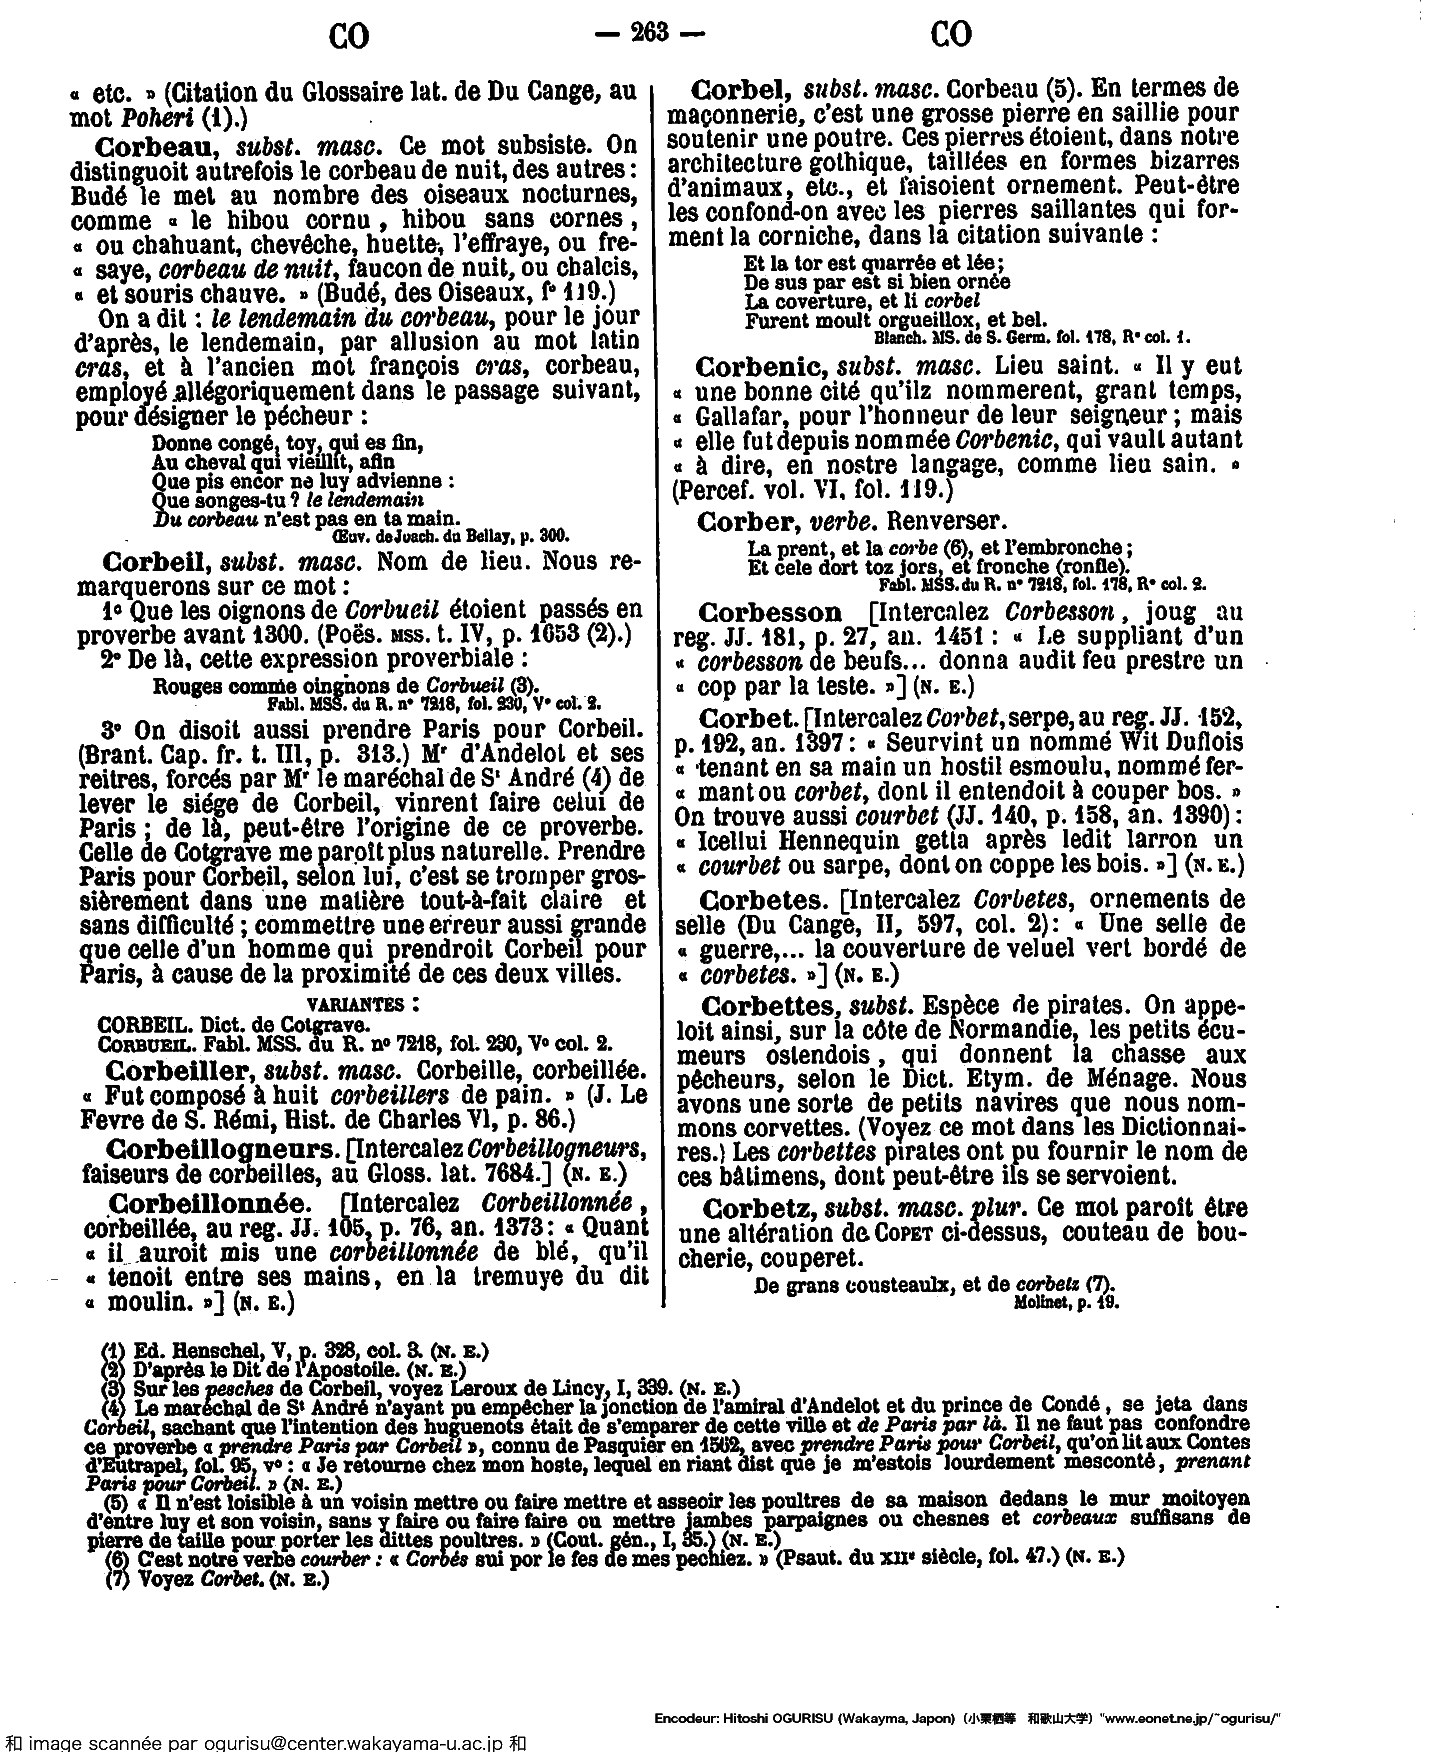 CO — 263 — CO
« etc. » (Citation du Glossaire lat. de Du Cange, au
mot Poheri (1).)
Corbeau, subst. masc. Ce mot subsiste. On
distinguoit autrefois le corbeau de nuit, des autres :
Budé le met au nombre des oiseaux nocturnes,
comme « le hibou cornu, hibou sans cornes,
« ou chahuant, chevêche, huette, l'effraye, ou fre-
« saye, corbeau de nuit, faucon de nuit, ou chalcis,
« et souris chauve. » (Budé, des Oiseaux, f° 119.)
On a dit : le lendemain du corbeau, pour le jour
d'après, le lendemain, par allusion au mot latin
cras, et à l'ancien mot françois cras, corbeau,
employé allégoriquement dans le passage suivant,
pour désigner le pécheur :
Donne congé, toy, qui es fin,
Au cheval qui vieillit, afin
Que pis encor ne luy advienne :
Que songes-tu ? le lendemain
Du corbeau n'est pas en ta main.
Œuv. de Joach. du Bellay, p. 300.
Corbeil, subst. masc. Nom de lieu. Nous re-
marquerons sur ce mot :
1° Que les oignons de Corbueil étoient passés en
proverbe avant 1300. (Poës. MSS. t. IV, p. 1653 (2).)
2° De là, cette expression proverbiale :
Rouges comme oingnons de Corbueil (3).
Fabl. MSS. du R. n° 7218, fol. 230, V° col. 2.
3° On disoit aussi prendre Paris pour Corbeil.
(Brant. Cap. fr. t. III, p. 313.) Mr d'Andelot et ses
reitres, forcés par Mr le maréchal de St André (4) de
lever le siége de Corbeil, vinrent faire celui de
Paris ; de là, peut-être l'origine de ce proverbe.
Celle de Cotgrave me paroît plus naturelle. Prendre
Paris pour Corbeil, selon lui, c'est se tromper gros-
sièrement dans une matière tout-à-fait claire et
sans difficulté ; commettre une erreur aussi grande
que celle d'un homme qui prendroit Corbeil pour
Paris, à cause de la proximité de ces deux villes.
VARIANTES :
CORBEIL. Dict. de Cotgrave.
CORBUEIL. Fabl. MSS. du R. n° 7218, fol. 230, V° col. 2.
Corbeiller, subst. masc. Corbeille, corbeillée.
« Fut composé à huit corbeillers de pain. » (J. Le
Fevre de S. Rémi, Hist. de Charles VI, p. 86.)
Corbeillogneurs. [Intercalez Corbeillogneurs,
faiseurs de corbeilles, au Gloss. lat. 7684.] (N. E.)
Corbeillonnée. [Intercalez Corbeillonnée,
corbeillée, au reg. JJ. 105, p. 76, an. 1373 : « Quant
« il auroit mis une corbeillonnée de blé, qu'il
« tenoit entre ses mains, en la tremuye du dit
« moulin. »] (N. E.)
Corbel, subst. masc. Corbeau (5). En termes de
maçonnerie, c'est une grosse pierre en saillie pour
soutenir une poutre. Ces pierres étoient, dans notre
architecture gothique, taillées en formes bizarres
d'animaux, etc., et faisoient ornement. Peut-être
les confond-on avec les pierres saillantes qui for-
ment la corniche, dans la citation suivante :
Et la tor est quarrée et lée ;
De sus par est si bien ornée
La coverture, et li corbel
Furent moult orgueillox, et bel.
Blanch. MS. de S. Germ. fol. 178, R° col. 1.
Corbenic, subst. masc. Lieu saint. « Il y eut
« une bonne cité qu'ilz nommerent, grant temps,
« Gallafar, pour l'honneur de leur seigneur ; mais
« elle fut depuis nommée Corbenic, qui vault autant
« à dire, en nostre langage, comme lieu sain. »
(Percef. vol. VI, fol. 119.)
Corber, verbe. Renverser.
La prent, et la corbe (6), et l'embronche ;
Et cele dort toz jors, et fronche (ronfle).
Fabl. MSS. du R. n° 7218, fol. 178, R° col. 2.
Corbesson [Intercalez Corbesson, joug au
reg. JJ. 181, p. 27, an. 1451 : « Le suppliant d'un
« corbesson de beufs... donna audit feu prestre un
« cop par la teste. »] (N. E.)
Corbet. [Intercalez Corbet, serpe, au reg. JJ. 152,
p. 192, an. 1397 : « Seurvint un nommé Wit Duflois
« tenant en sa main un hostil esmoulu, nommé fer-
« mant ou corbet, dont il entendoit à couper bos. »
On trouve aussi courbet (JJ. 140, p. 158, an. 1390) :
« Icellui Hennequin getta après ledit larron un
« courbet ou sarpe, dont on coppe les bois. »] (N. E.)
Corbetes. [Intercalez Corbetes, ornements de
selle (Du Cange, II, 597, col. 2) : « Une selle de
« guerre,... la couverture de veluel vert bordé de
« corbetes. »] (N. E.)
Corbettes, subst. Espèce de pirates. On appe-
loit ainsi, sur la côte de Normandie, les petits écu-
meurs ostendois, qui donnent la chasse aux
pêcheurs, selon le Dict. Etym. de Ménage. Nous
avons une sorte de petits navires que nous nom-
mons corvettes. (Voyez ce mot dans les Dictionnai-
res.) Les corbettes pirates ont pu fournir le nom de
ces bâtimens, dont peut-être ils se servoient.
Corbetz, subst. masc. plur. Ce mot paroît être
une altération de COPET ci-dessus, couteau de bou-
cherie, couperet.
De grans cousteaulx, et de corbetz (7).
Molinet, p. 19.
(1) Ed. Henschel, V, p. 328, col. 3. (N. E.)
(2) D'après le Dit de l'Apostoile. (N. E.)
(3) Sur les pesches de Corbeil, voyez Leroux de Lincy, I, 339. (N. E.)
(4) Le maréchal de St André n'ayant pu empêcher la jonction de l'amiral d'Andelot et du prince de Condé, se jeta dans
Corbeil, sachant que l'intention des huguenots était de s'emparer de cette ville et de Paris par là. Il ne faut pas confondre
ce proverbe « prendre Paris par Corbeil », connu de Pasquier en 1562, avec prendre Paris pour Corbeil, qu'on lit aux Contes
d'Eutrapel, fol. 95, v° : « Je retourne chez mon hoste, lequel en riant dist que je m'estois lourdement mesconté, prenant
Paris pour Corbeil. » (N. E.)
(5) « Il n'est loisible à un voisin mettre ou faire mettre et asseoir les poultres de sa maison dedans le mur moitoyen
d'entre luy et son voisin, sans y faire ou faire faire ou mettre jambes parpaignes ou chesnes et corbeaux suffisans de
pierre de taille pour porter les dittes poultres. » (Cout. gén., I, 35.) (N. E.)
(6) C'est notre verbe courber : « Corbés sui por le fes de mes pechiez. » (Psaut. du XIIe siècle, fol. 47.) (N. E.)
(7) Voyez Corbet. (N. E.)
Encodeur: Hitoshi OGURISU (Wakayma, Japon) (小栗栖等 和歌山大学) "www.eonet.ne.jp/~ogurisu/"
和 image scannée par ogurisu@center.wakayama-u.ac.jp 和